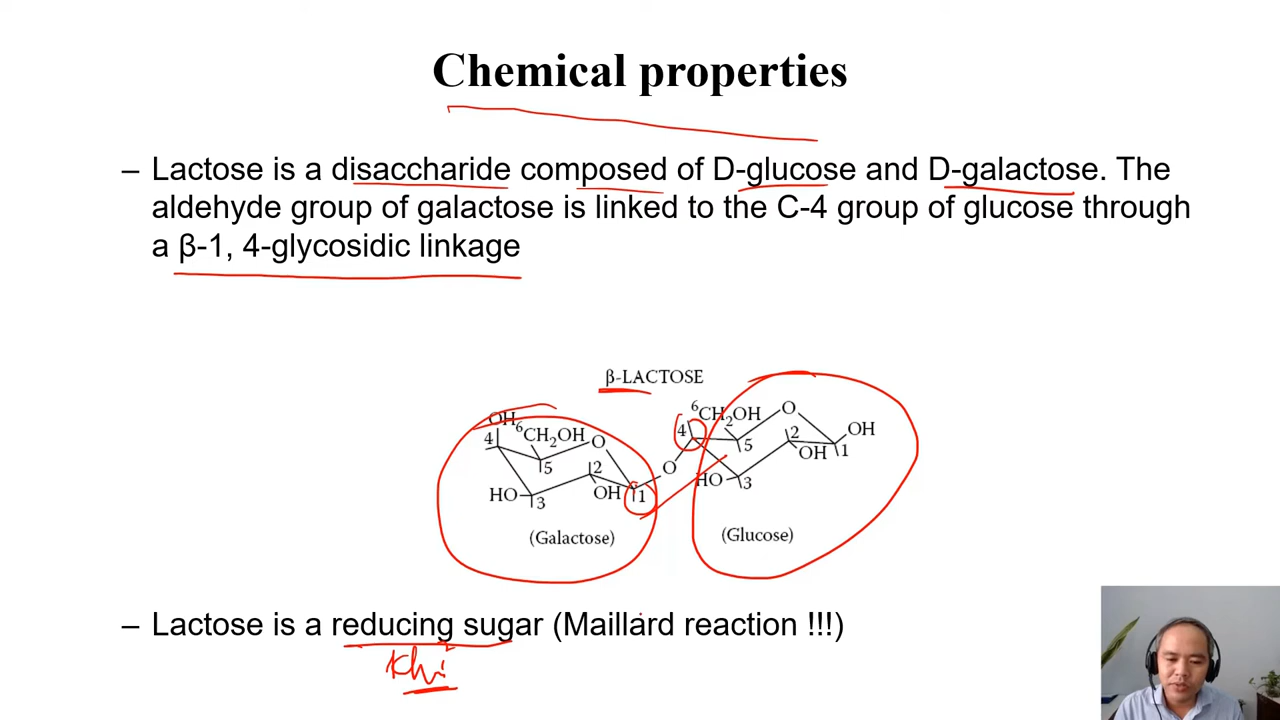 Chemical properties
– Lactose is a disaccharide composed of D-glucose and D-galactose. The
aldehyde group of galactose is linked to the C-4 group of glucose through
a β-1, 4-glycosidic linkage
β-LACTOSE
OH
6CH2OH
O
4
5
2
HO
3
OH
1
O
(Galactose)
6CH2OH
O
4
5
2
OH
HO
3
OH
1
(Glucose)
– Lactose is a reducing sugar (Maillard reaction !!!)
Khử